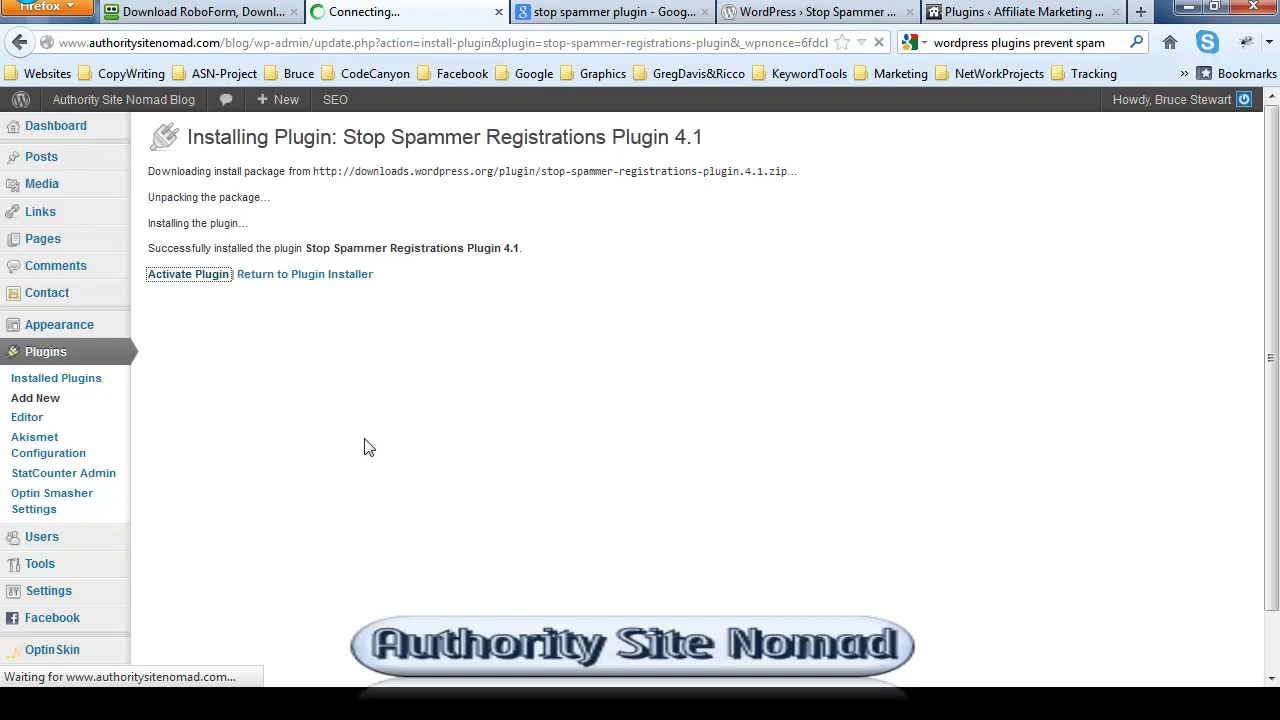 Firefox
Download RoboForm, Downl...
Connecting...
stop spammer plugin - Goog...
WordPress › Stop Spammer ...
Plugins ‹ Affiliate Marketing ...
www.authoritysitenomad.com/blog/wp-admin/update.php?action=install-plugin&plugin=stop-spammer-registrations-plugin&_wpnonce=6fdcl
wordpress plugins prevent spam
Websites
CopyWriting
ASN-Project
Bruce
CodeCanyon
Facebook
Google
Graphics
GregDavis&Ricco
KeywordTools
Marketing
NetWorkProjects
Tracking
»
Bookmarks
Authority Site Nomad Blog
+ New
SEO
Howdy, Bruce Stewart
Dashboard
Posts
Media
Links
Pages
Comments
Contact
Appearance
Plugins
Installed Plugins
Add New
Editor
Akismet
Configuration
StatCounter Admin
Optin Smasher
Settings
Users
Tools
Settings
Facebook
OptinSkin
Installing Plugin: Stop Spammer Registrations Plugin 4.1
Downloading install package from http://downloads.wordpress.org/plugin/stop-spammer-registrations-plugin.4.1.zip…
Unpacking the package…
Installing the plugin…
Successfully installed the plugin Stop Spammer Registrations Plugin 4.1.
Activate Plugin | Return to Plugin Installer
Authority Site Nomad
Waiting for www.authoritysitenomad.com...